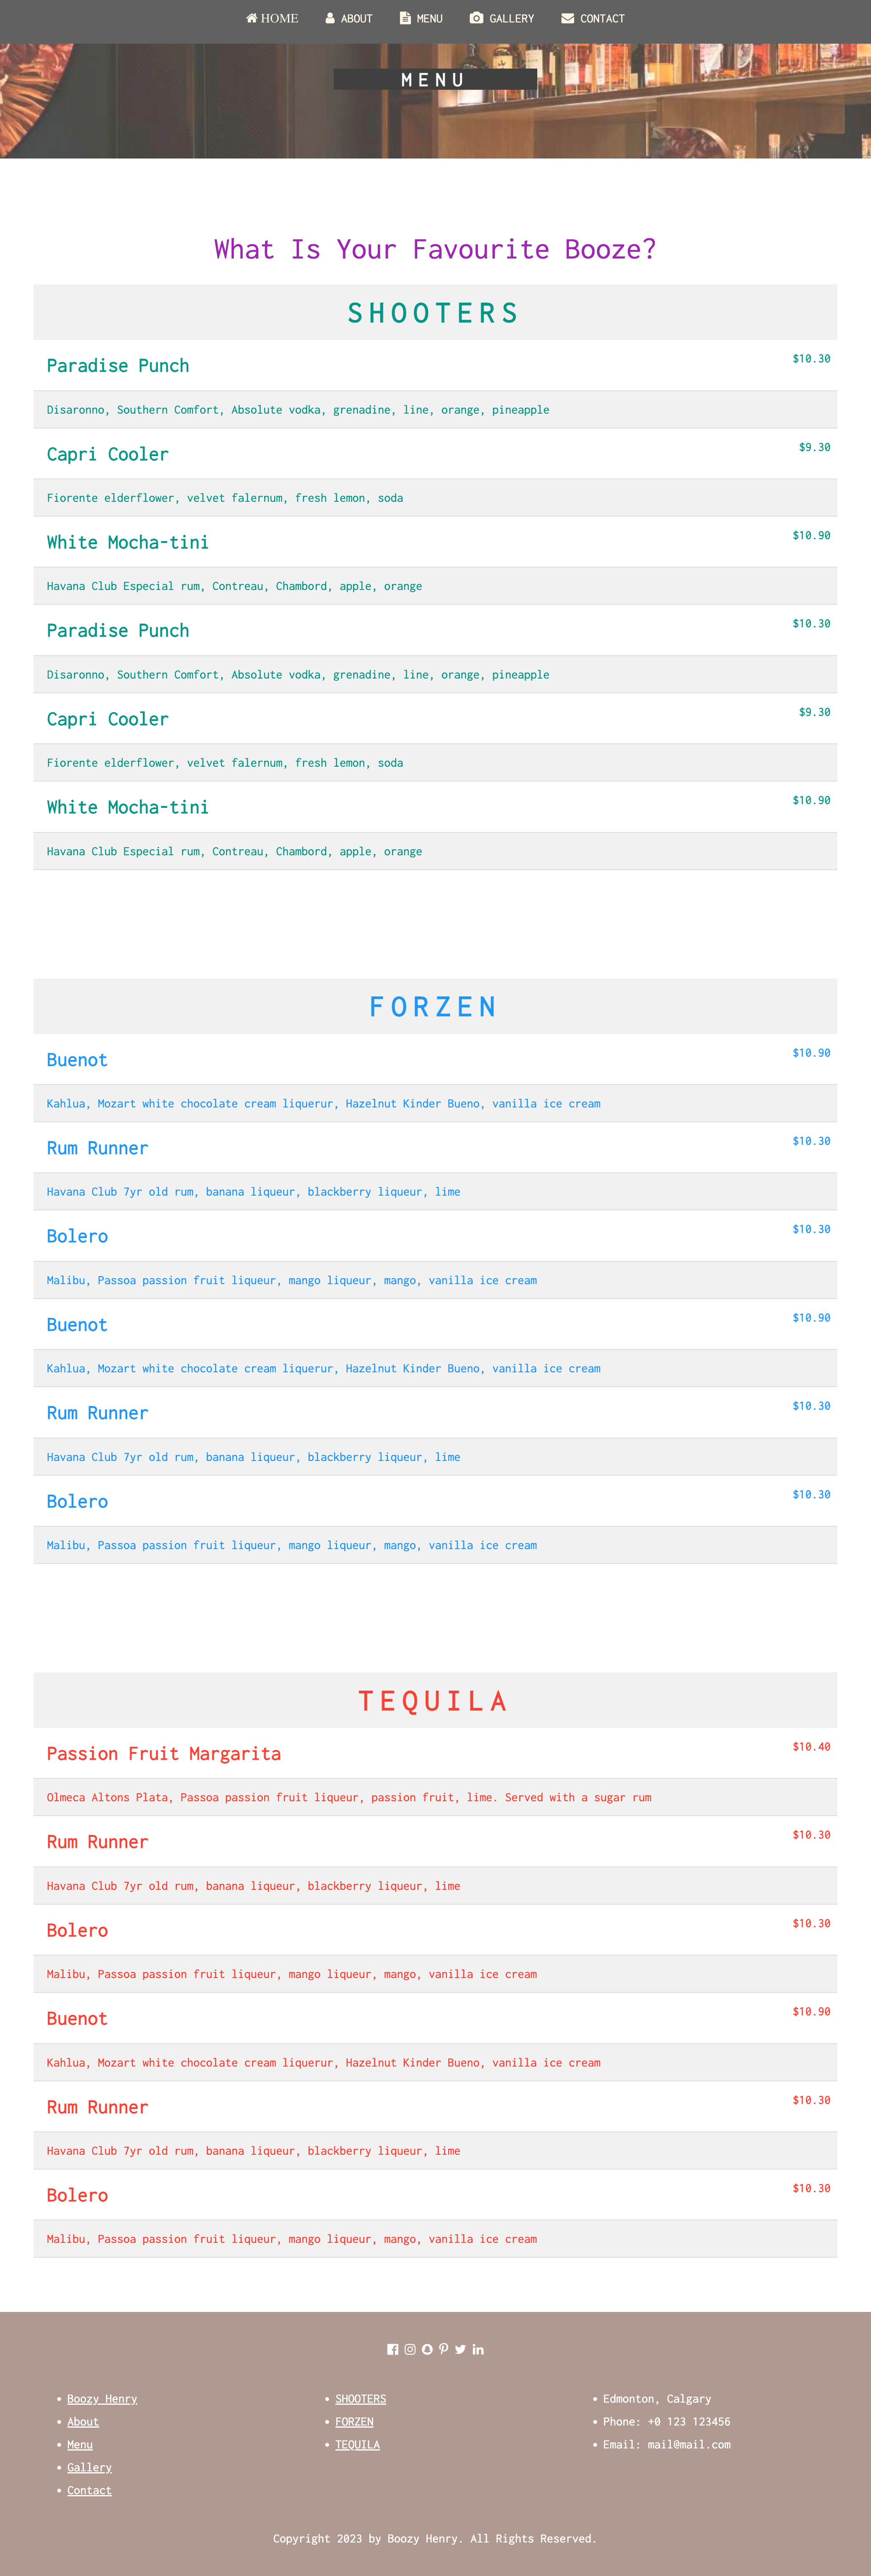 HOME ABOUT MENU GALLERY CONTACT
MENU
What Is Your Favourite Booze?
SHOOTERS
Paradise Punch $10.30
Disaronno, Southern Comfort, Absolute vodka, grenadine, line, orange, pineapple
Capri Cooler $9.30
Fiorente elderflower, velvet falernum, fresh lemon, soda
White Mocha-tini $10.90
Havana Club Especial rum, Contreau, Chambord, apple, orange
Paradise Punch $10.30
Disaronno, Southern Comfort, Absolute vodka, grenadine, line, orange, pineapple
Capri Cooler $9.30
Fiorente elderflower, velvet falernum, fresh lemon, soda
White Mocha-tini $10.90
Havana Club Especial rum, Contreau, Chambord, apple, orange
FORZEN
Buenot $10.90
Kahlua, Mozart white chocolate cream liquerur, Hazelnut Kinder Bueno, vanilla ice cream
Rum Runner $10.30
Havana Club 7yr old rum, banana liqueur, blackberry liqueur, lime
Bolero $10.30
Malibu, Passoa passion fruit liqueur, mango liqueur, mango, vanilla ice cream
Buenot $10.90
Kahlua, Mozart white chocolate cream liquerur, Hazelnut Kinder Bueno, vanilla ice cream
Rum Runner $10.30
Havana Club 7yr old rum, banana liqueur, blackberry liqueur, lime
Bolero $10.30
Malibu, Passoa passion fruit liqueur, mango liqueur, mango, vanilla ice cream
TEQUILA
Passion Fruit Margarita $10.40
Olmeca Altons Plata, Passoa passion fruit liqueur, passion fruit, lime. Served with a sugar rum
Rum Runner $10.30
Havana Club 7yr old rum, banana liqueur, blackberry liqueur, lime
Bolero $10.30
Malibu, Passoa passion fruit liqueur, mango liqueur, mango, vanilla ice cream
Buenot $10.90
Kahlua, Mozart white chocolate cream liquerur, Hazelnut Kinder Bueno, vanilla ice cream
Rum Runner $10.30
Havana Club 7yr old rum, banana liqueur, blackberry liqueur, lime
Bolero $10.30
Malibu, Passoa passion fruit liqueur, mango liqueur, mango, vanilla ice cream
• Boozy Henry
• About
• Menu
• Gallery
• Contact
• SHOOTERS
• FORZEN
• TEQUILA
• Edmonton, Calgary
• Phone: +0 123 123456
• Email: mail@mail.com
Copyright 2023 by Boozy Henry. All Rights Reserved.